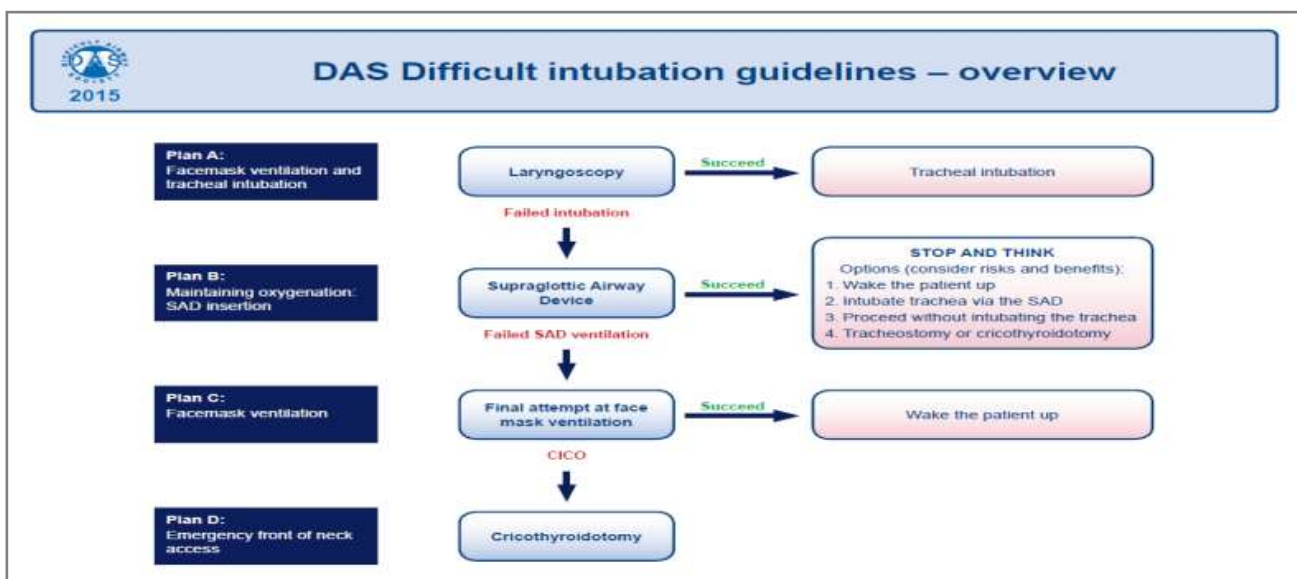 DAS
2015
DAS Difficult intubation guidelines – overview
Plan A:
Facemask ventilation and
tracheal intubation
Laryngoscopy
Succeed
Tracheal intubation
Failed intubation
Plan B:
Maintaining oxygenation:
SAD insertion
Supraglottic Airway
Device
Succeed
STOP AND THINK
Options (consider risks and benefits):
1. Wake the patient up
2. Intubate trachea via the SAD
3. Proceed without intubating the trachea
4. Tracheostomy or cricothyroidotomy
Failed SAD ventilation
Plan C:
Facemask ventilation
Final attempt at face
mask ventilation
Succeed
Wake the patient up
CICO
Plan D:
Emergency front of neck
access
Cricothyroidotomy